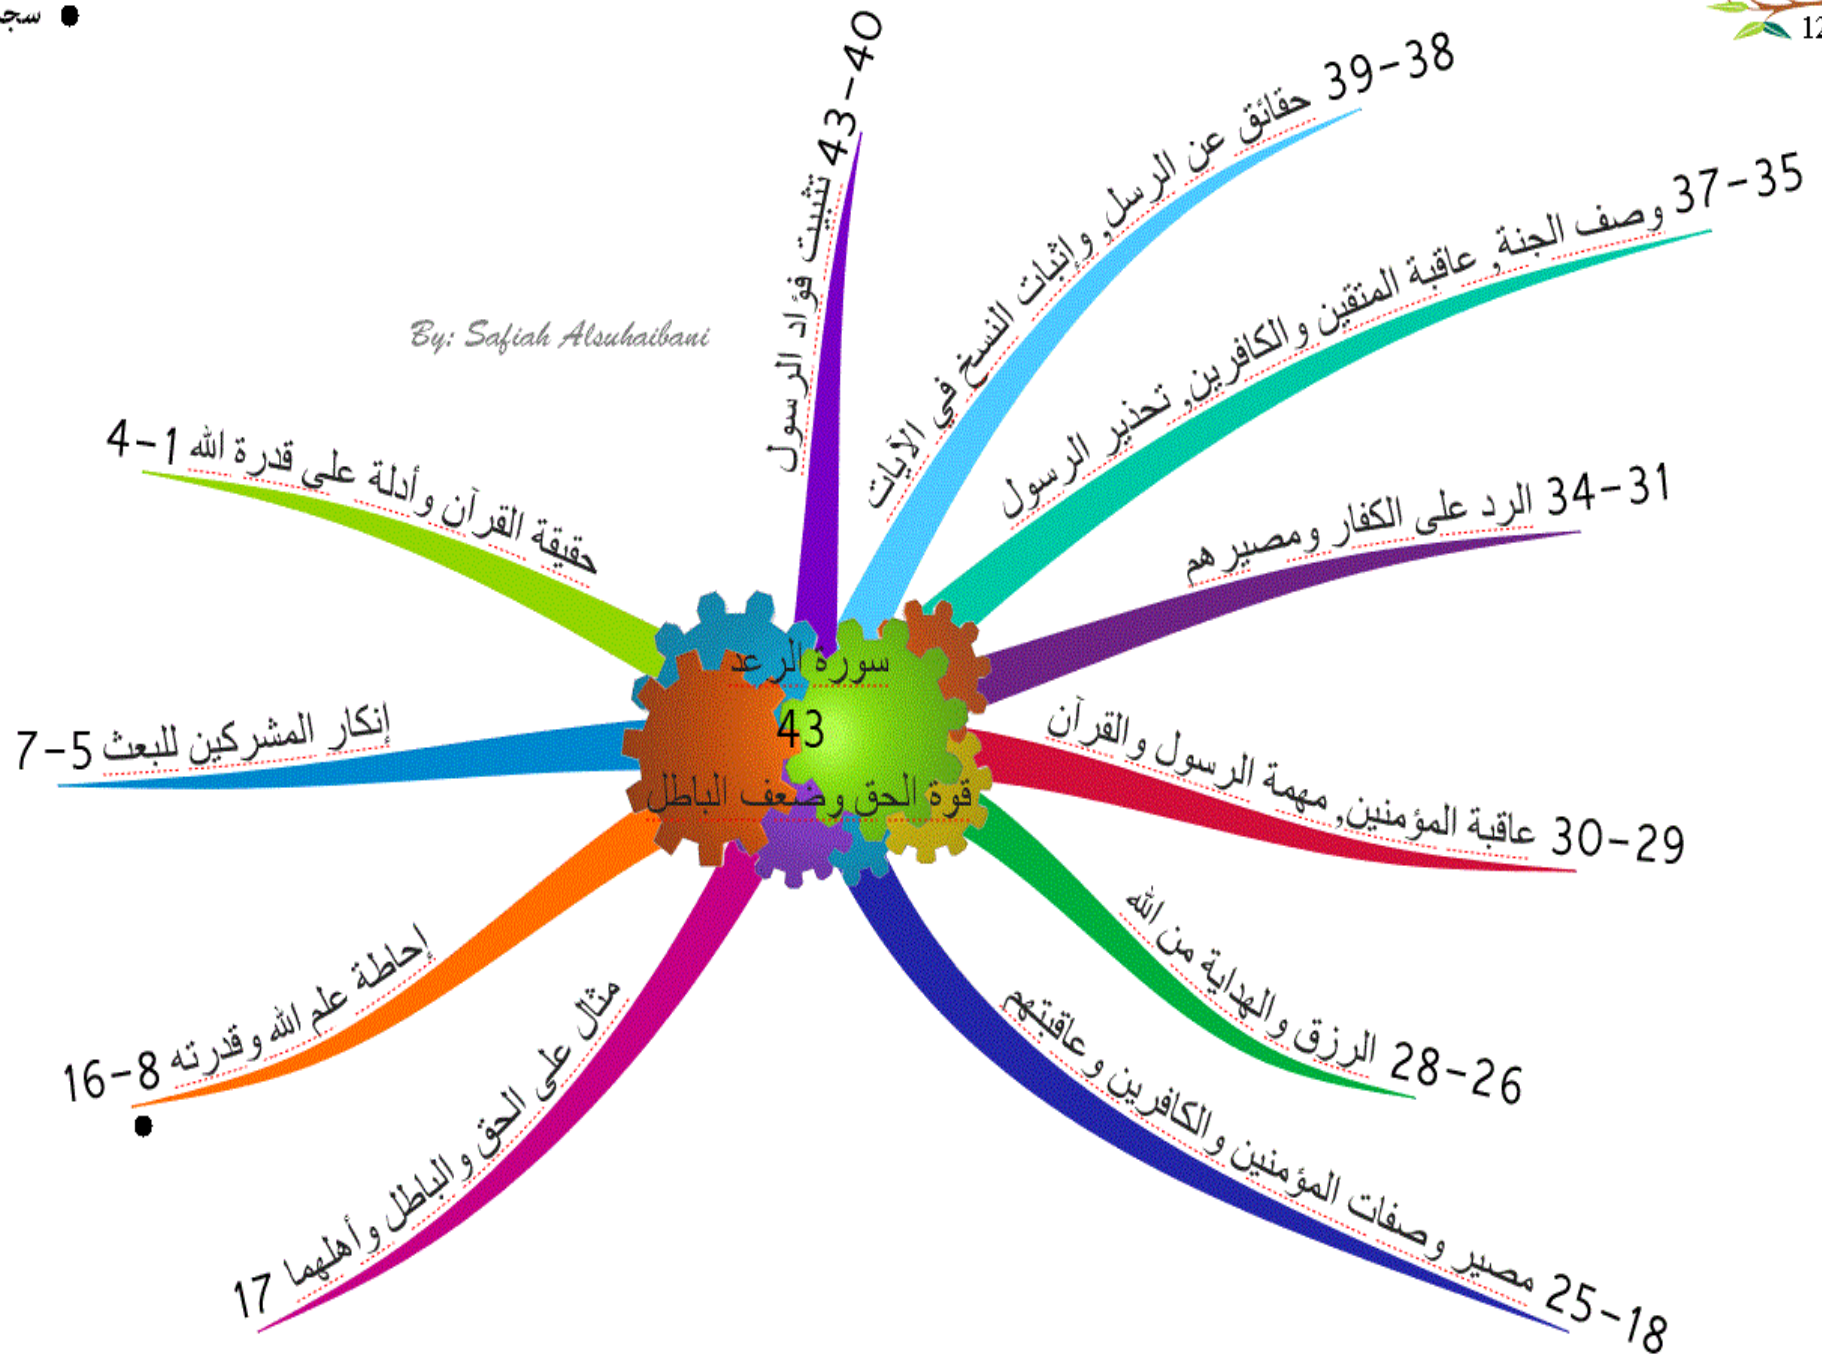 سورة الرعد
43
قوة الحق وضعف الباطل
حقيقة القرآن وأدلة على قدرة الله 1-4
إنكار المشركين للبعث 5-7
إحاطة علم الله وقدرته 8-16
مثال على الحق والباطل وأهلهما 17
18-25 مصير وصفات المؤمنين والكافرين وعاقبتهم
26-28 الرزق والهداية من الله
29-30 عاقبة المؤمنين, مهمة الرسول والقرآن
31-34 الرد على الكفار ومصيرهم
35-37 وصف الجنة, عاقبة المتقين والكافرين, تحذير الرسول
38-39 حقائق عن الرسل, وإثبات النسخ في الآيات
40-43 تثبيت فؤاد الرسول
By: Safiah Alsuhaibani